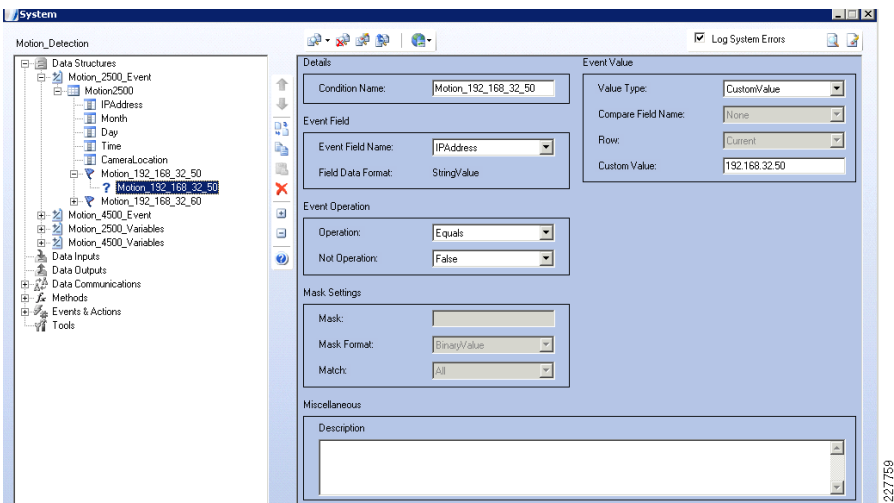 System
Motion_Detection
Log System Errors
Data Structures
Motion_2500_Event
Motion2500
IPAddress
Month
Day
Time
CameraLocation
Motion_192_168_32_50
Motion_192_168_32_50
Motion_192_168_32_60
Motion_4500_Event
Motion_2500_Variables
Motion_4500_Variables
Data Inputs
Data Outputs
Data Communications
Methods
Events & Actions
Tools
Details
Condition Name: Motion_192_168_32_50
Event Field
Event Field Name: IPAddress
Field Data Format: StringValue
Event Operation
Operation: Equals
Not Operation: False
Mask Settings
Mask:
Mask Format: BinaryValue
Match: All
Miscellaneous
Description
Event Value
Value Type: CustomValue
Compare Field Name: None
Row: Current
Custom Value: 192.168.32.50
227759